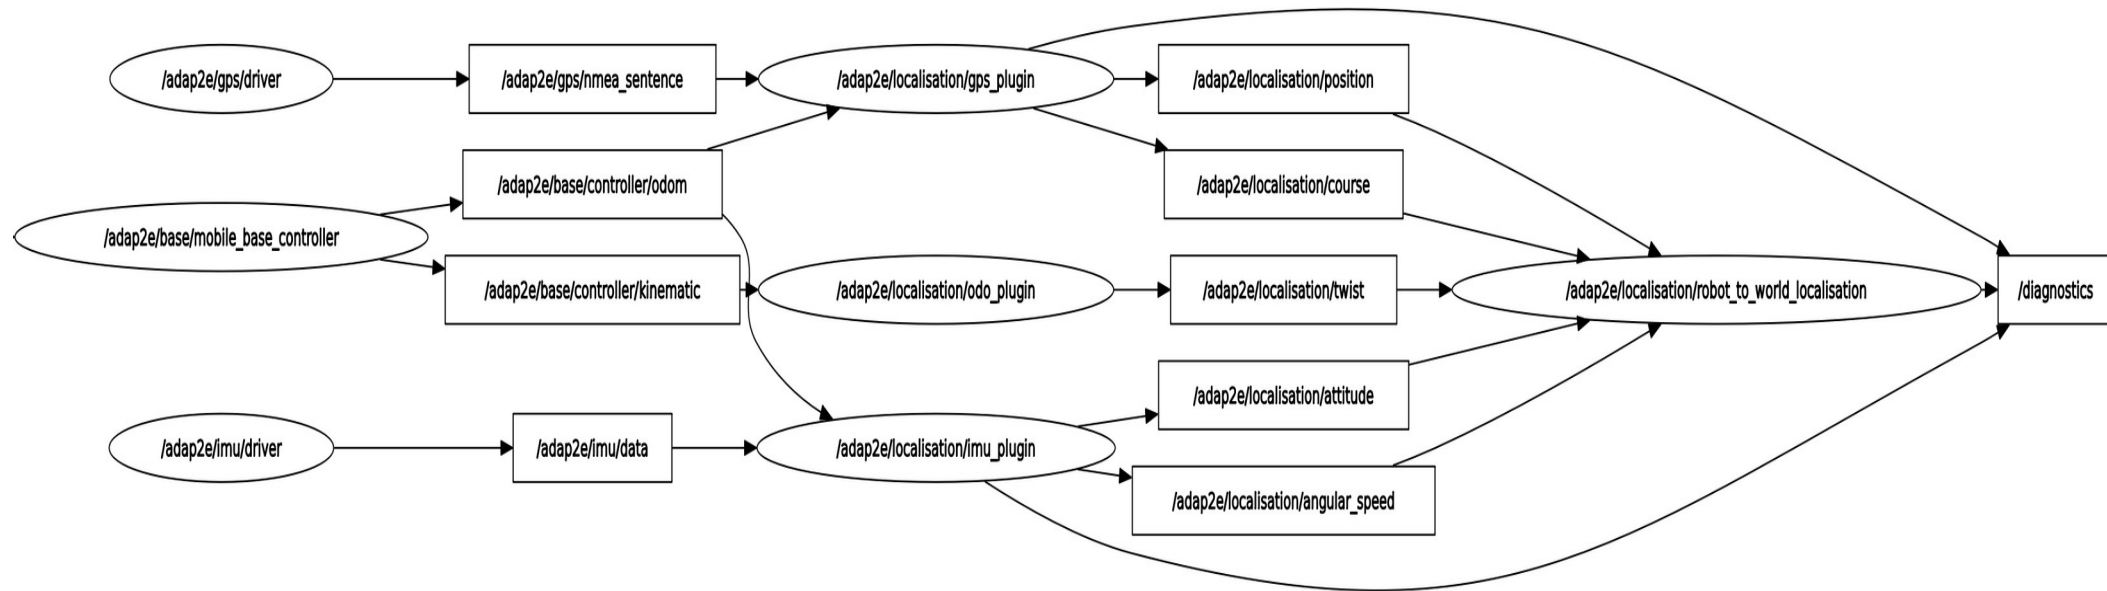 /adap2e/gps/driver
/adap2e/gps/nmea_sentence
/adap2e/localisation/gps_plugin
/adap2e/localisation/position
/adap2e/base/controller/odom
/adap2e/localisation/course
/adap2e/base/mobile_base_controller
/adap2e/base/controller/kinematic
/adap2e/localisation/odo_plugin
/adap2e/localisation/twist
/adap2e/localisation/robot_to_world_localisation
/diagnostics
/adap2e/localisation/attitude
/adap2e/imu/driver
/adap2e/imu/data
/adap2e/localisation/imu_plugin
/adap2e/localisation/angular_speed